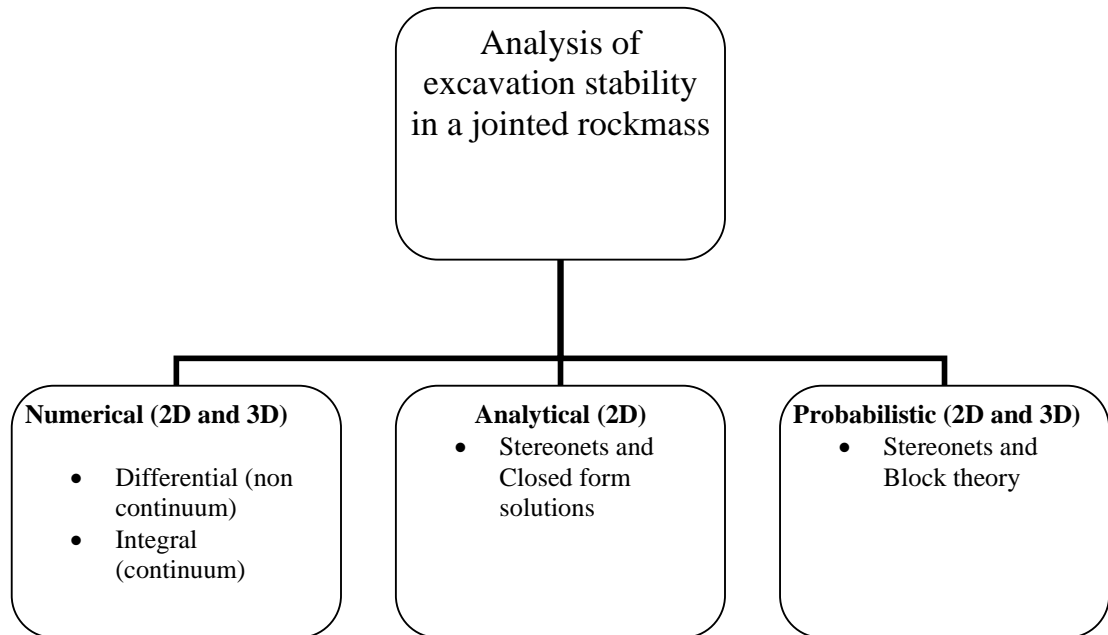 Analysis of
excavation stability
in a jointed rockmass
Numerical (2D and 3D)
• Differential (non
continuum)
• Integral
(continuum)
Analytical (2D)
• Stereonets and
Closed form
solutions
Probabilistic (2D and 3D)
• Stereonets and
Block theory